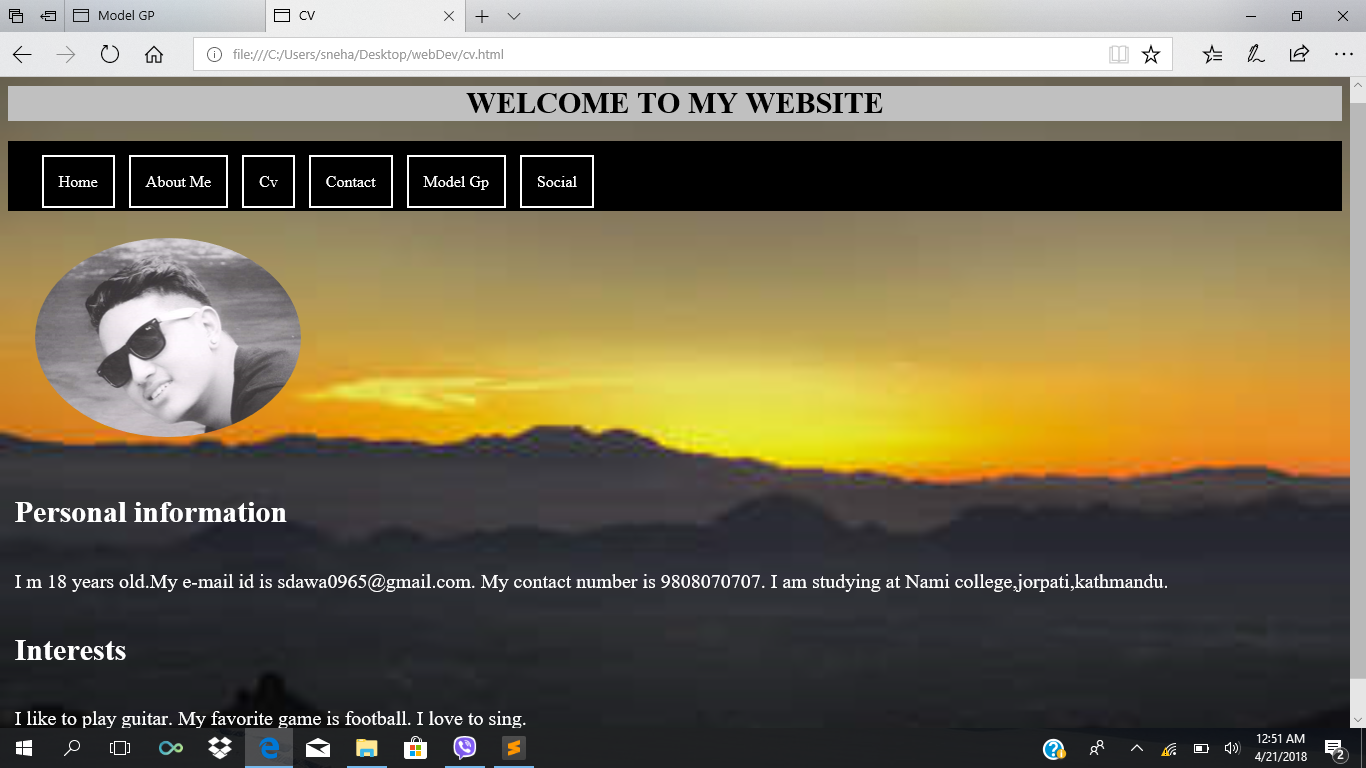 Model GP
CV
file:///C:/Users/sneha/Desktop/webDev/cv.html
WELCOME TO MY WEBSITE
Home
About Me
Cv
Contact
Model Gp
Social
Personal information
I m 18 years old.My e-mail id is sdawa0965@gmail.com. My contact number is 9808070707. I am studying at Nami college,jorpati,kathmandu.
Interests
I like to play guitar. My favorite game is football. I love to sing.
12:51 AM
4/21/2018
2